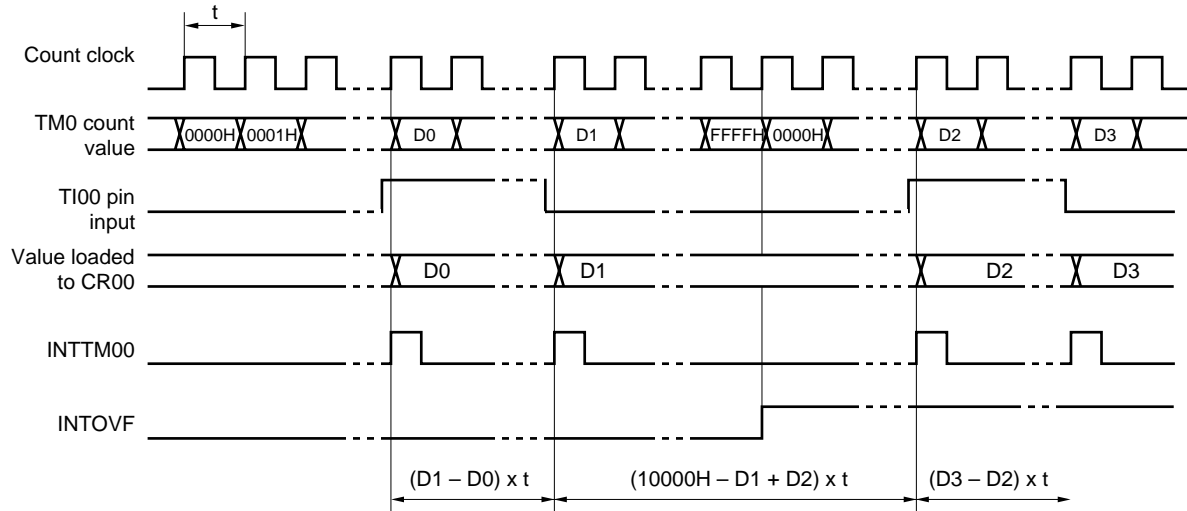 t
Count clock
TM0 count
value
0000H 0001H D0 D1 FFFFH 0000H D2 D3
TI00 pin
input
Value loaded
to CR00
D0 D1 D2 D3
INTTM00
INTOVF
(D1 – D0) x t (10000H – D1 + D2) x t (D3 – D2) x t